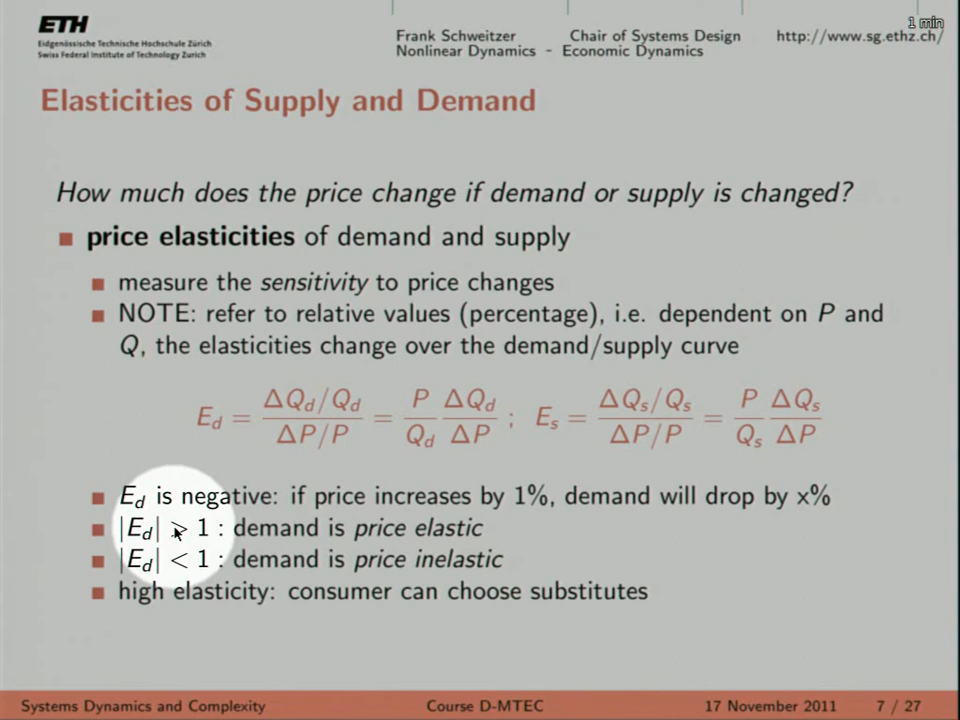 1 min
ETH
Eidgenössische Technische Hochschule Zürich
Swiss Federal Institute of Technology Zurich
Frank Schweitzer Chair of Systems Design http://www.sg.ethz.ch/
Nonlinear Dynamics - Economic Dynamics
Elasticities of Supply and Demand
How much does the price change if demand or supply is changed?
■ price elasticities of demand and supply
■ measure the sensitivity to price changes
■ NOTE: refer to relative values (percentage), i.e. dependent on P and
Q, the elasticities change over the demand/supply curve
E_d = (ΔQ_d/Q_d)/(ΔP/P) = (P/Q_d) (ΔQ_d/ΔP) ; E_s = (ΔQ_s/Q_s)/(ΔP/P) = (P/Q_s) (ΔQ_s/ΔP)
■ E_d is negative: if price increases by 1%, demand will drop by x%
■ |E_d| > 1 : demand is price elastic
■ |E_d| < 1 : demand is price inelastic
■ high elasticity: consumer can choose substitutes
Systems Dynamics and Complexity Course D-MTEC 17 November 2011 7 / 27